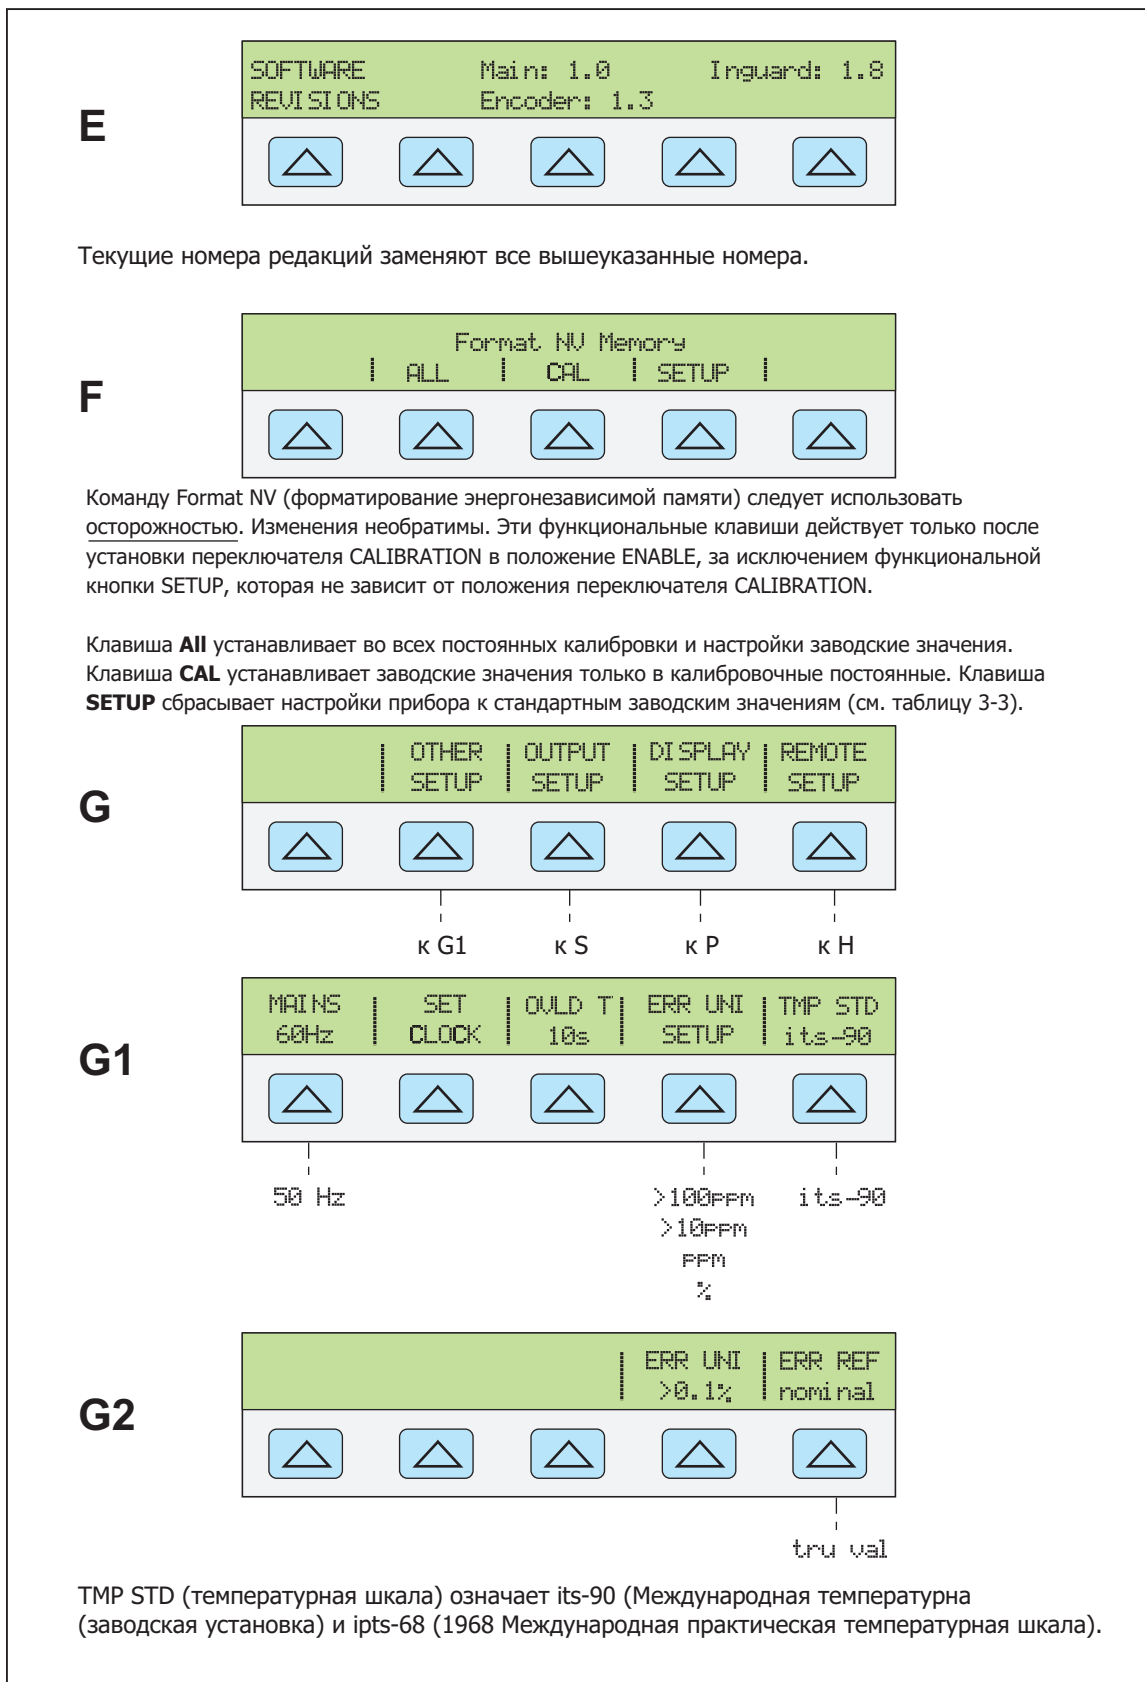 E
SOFTWARE Main: 1.0 Inguard: 1.8
REVISIONS Encoder: 1.3
Текущие номера редакций заменяют все вышеуказанные номера.
F
Format NV Memory
ALL CAL SETUP
Команду Format NV (форматирование энергонезависимой памяти) следует использовать
осторожностью. Изменения необратимы. Эти функциональные клавиши действует только после
установки переключателя CALIBRATION в положение ENABLE, за исключением функциональной
кнопки SETUP, которая не зависит от положения переключателя CALIBRATION.
Клавиша All устанавливает во всех постоянных калибровки и настройки заводские значения.
Клавиша CAL устанавливает заводские значения только в калибровочные постоянные. Клавиша
SETUP сбрасывает настройки прибора к стандартным заводским значениям (см. таблицу 3-3).
G
OTHER OUTPUT DISPLAY REMOTE
SETUP SETUP SETUP SETUP
к G1 к S к P к H
G1
MAINS SET OVLD T ERR UNI TMP STD
60Hz CLOCK 10s SETUP its-90
50 Hz >100ppm its-90
>10ppm
ppm
%
G2
ERR UNI ERR REF
>0.1% nominal
tru val
TMP STD (температурная шкала) означает its-90 (Международная температурна
(заводская установка) и ipts-68 (1968 Международная практическая температурная шкала).